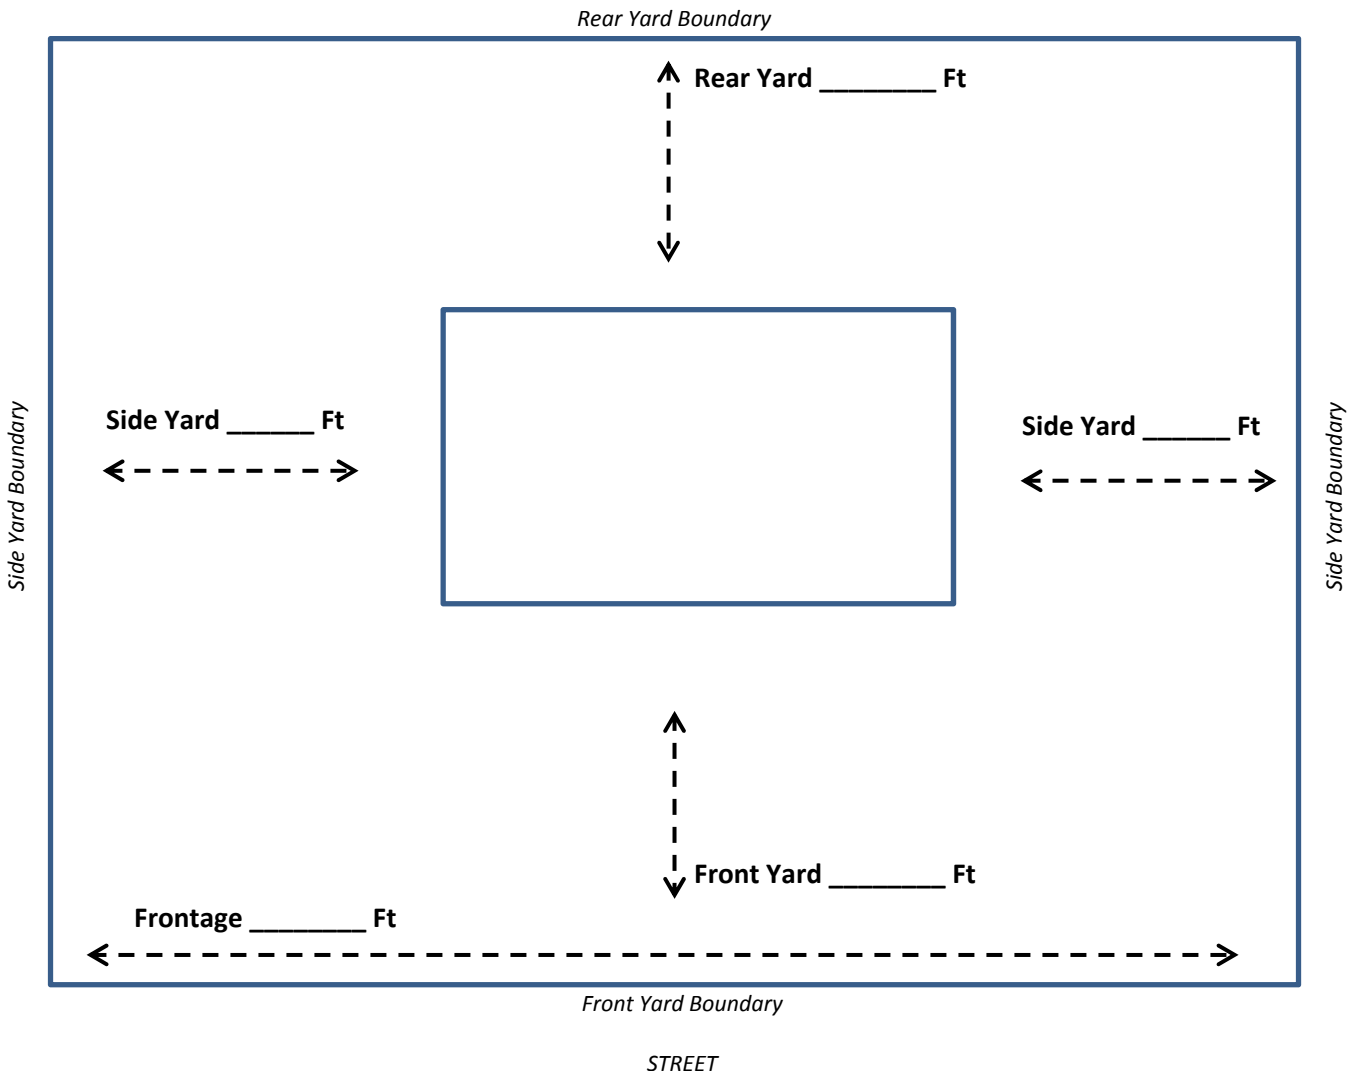 Rear Yard Boundary
Rear Yard ________ Ft
Side Yard Boundary
Side Yard ______ Ft
Side Yard ______ Ft
Side Yard Boundary
Front Yard ________ Ft
Frontage ________ Ft
Front Yard Boundary
STREET